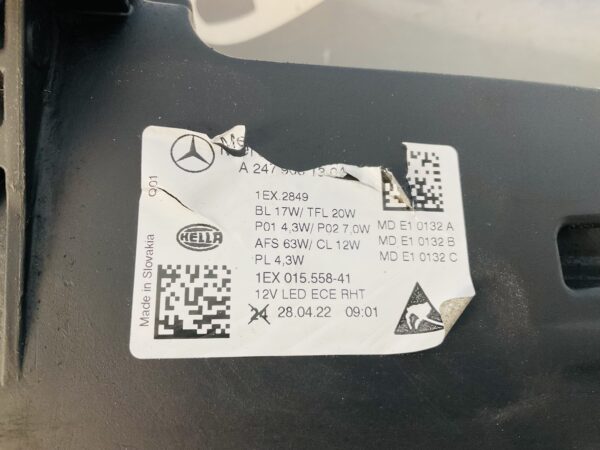 A 247
1EX.2849
BL 17W/ TFL 20W
P01 4,3W/ P02 7,0W
AFS 63W/ CL 12W
PL 4,3W
1EX 015.558-41
12V LED ECE RHT
24 28.04.22 09:01
MD E1 0132 A
MD E1 0132 B
MD E1 0132 C
HELLA
Made in Slovakia
Q01